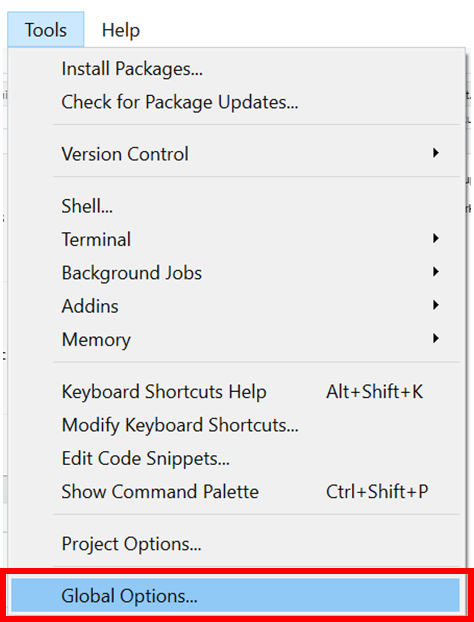 Tools Help
Install Packages...
Check for Package Updates...
Version Control
Shell...
Terminal
Background Jobs
Addins
Memory
Keyboard Shortcuts Help Alt+Shift+K
Modify Keyboard Shortcuts...
Edit Code Snippets...
Show Command Palette Ctrl+Shift+P
Project Options...
Global Options...